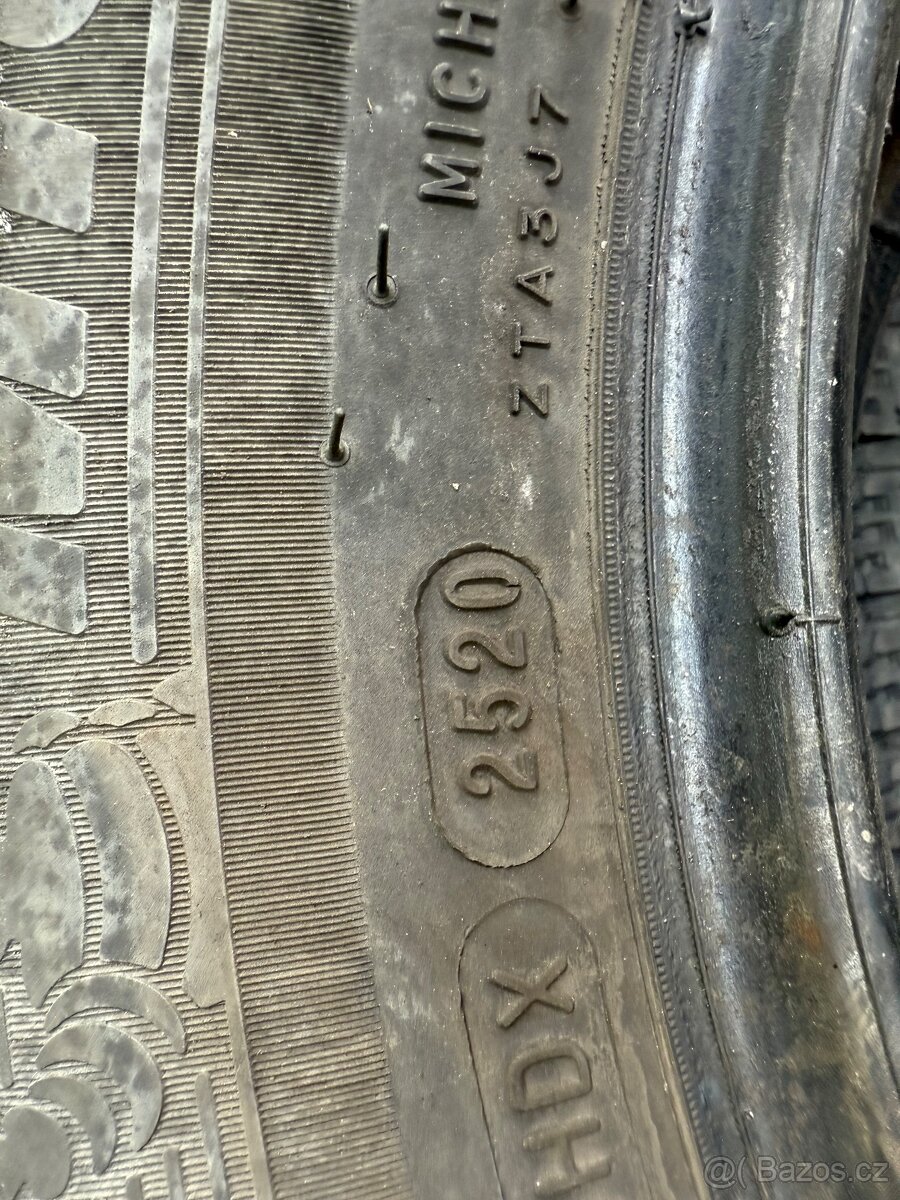 MICH
ZTA3J7
2520
HDX
@( Bazos.cz